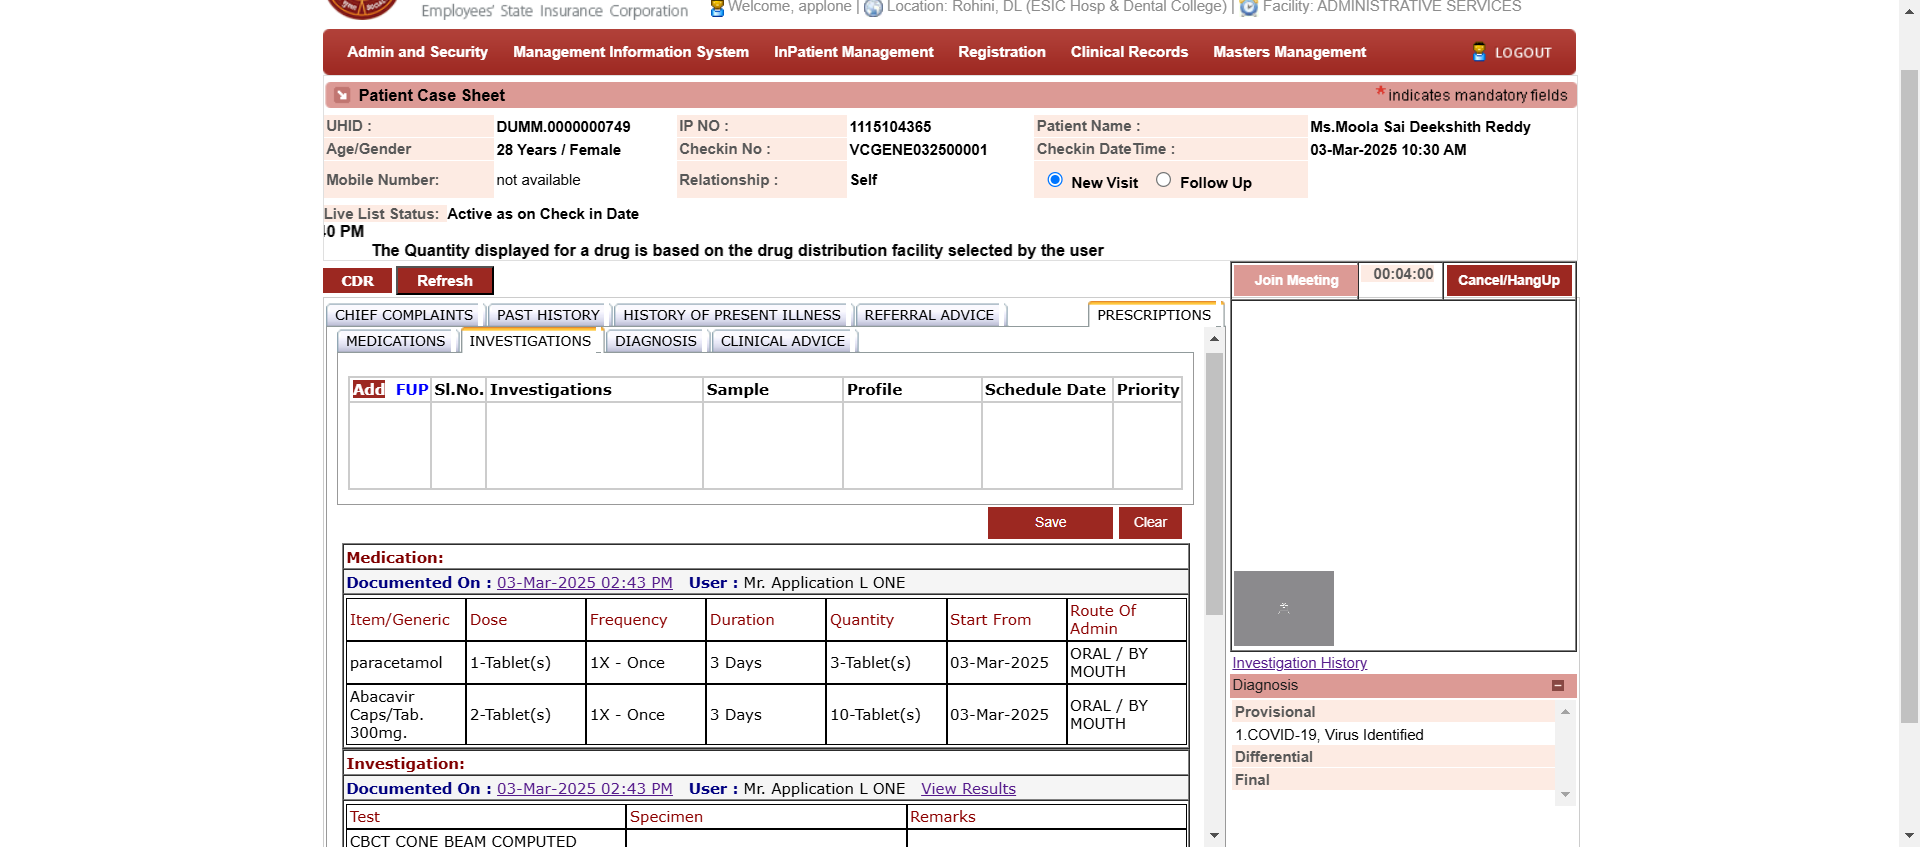 Employees' State Insurance Corporation
Welcome, applone | Location: Rohini, DL (ESIC Hosp & Dental College) | Facility: ADMINISTRATIVE SERVICES
Admin and Security Management Information System InPatient Management Registration Clinical Records Masters Management LOGOUT
Patient Case Sheet * indicates mandatory fields
UHID : DUMM.0000000749 IP NO : 1115104365 Patient Name : Ms.Moola Sai Deekshith Reddy
Age/Gender 28 Years / Female Checkin No : VCGENE032500001 Checkin DateTime : 03-Mar-2025 10:30 AM
Mobile Number: not available Relationship : Self New Visit Follow Up
Live List Status: Active as on Check in Date
40 PM
The Quantity displayed for a drug is based on the drug distribution facility selected by the user
CDR Refresh Join Meeting 00:04:00 Cancel/HangUp
CHIEF COMPLAINTS PAST HISTORY HISTORY OF PRESENT ILLNESS REFERRAL ADVICE PRESCRIPTIONS
MEDICATIONS INVESTIGATIONS DIAGNOSIS CLINICAL ADVICE
Add FUP Sl.No. Investigations Sample Profile Schedule Date Priority
Save Clear
Medication:
Documented On : 03-Mar-2025 02:43 PM User : Mr. Application L ONE
Item/Generic Dose Frequency Duration Quantity Start From Route Of Admin
paracetamol 1-Tablet(s) 1X - Once 3 Days 3-Tablet(s) 03-Mar-2025 ORAL / BY MOUTH
Abacavir Caps/Tab. 300mg. 2-Tablet(s) 1X - Once 3 Days 10-Tablet(s) 03-Mar-2025 ORAL / BY MOUTH
Investigation:
Documented On : 03-Mar-2025 02:43 PM User : Mr. Application L ONE View Results
Test Specimen Remarks
CBCT CONE BEAM COMPUTED
Investigation History
Diagnosis
Provisional
1.COVID-19, Virus Identified
Differential
Final